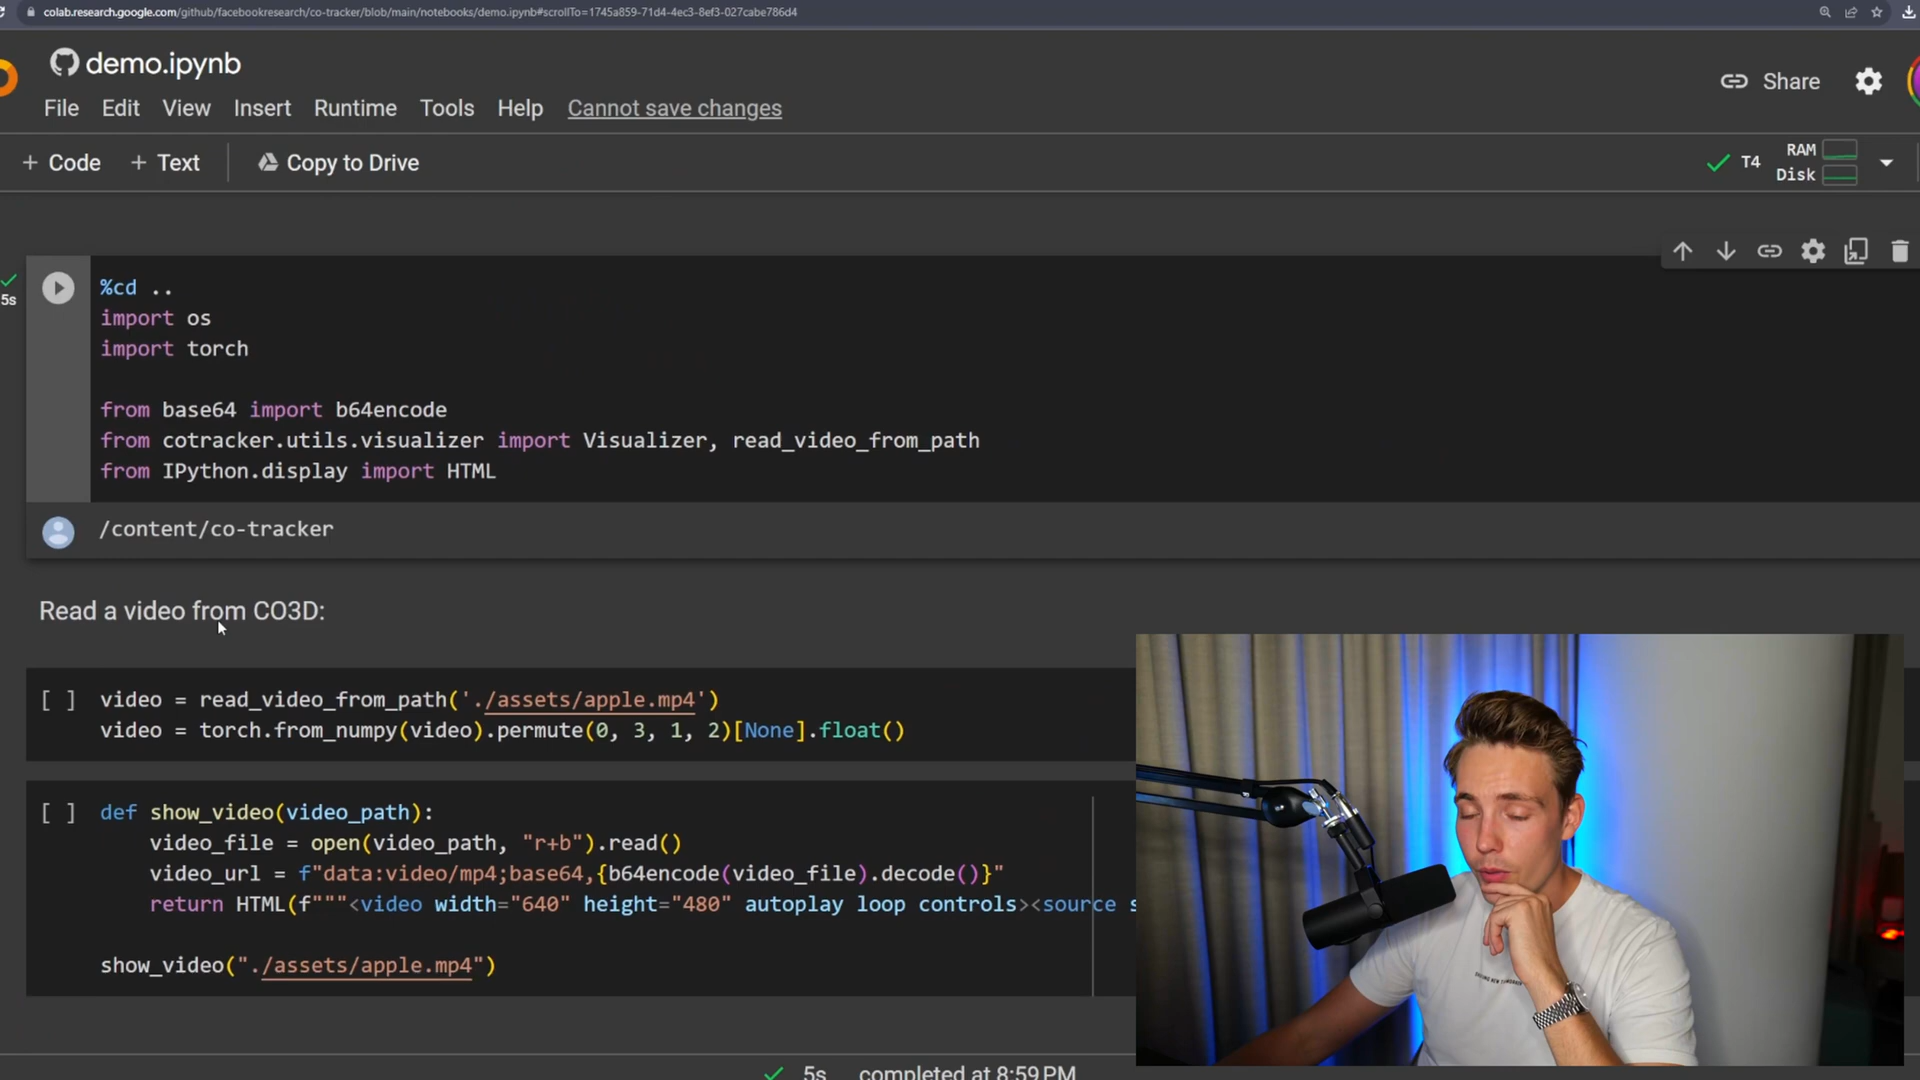 colab.research.google.com/github/facebookresearch/co-tracker/blob/main/notebooks/demo.ipynb#scrollTo=1745a859-71d4-4ec3-8ef3-027cabe786d4
demo.ipynb
Share
File Edit View Insert Runtime Tools Help Cannot save changes
+ Code + Text Copy to Drive
T4 RAM
Disk
5s
%cd ..
import os
import torch
from base64 import b64encode
from cotracker.utils.visualizer import Visualizer, read_video_from_path
from IPython.display import HTML
/content/co-tracker
Read a video from CO3D:
[ ] video = read_video_from_path('./assets/apple.mp4')
video = torch.from_numpy(video).permute(0, 3, 1, 2)[None].float()
[ ] def show_video(video_path):
video_file = open(video_path, "r+b").read()
video_url = f"data:video/mp4;base64,{b64encode(video_file).decode()}"
return HTML(f"""<video width="640" height="480" autoplay loop controls><source s
show_video("./assets/apple.mp4")
5s completed at 8:59 PM